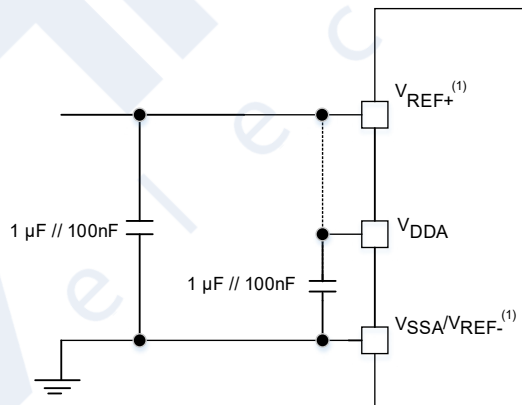 VREF+(1)
1 µF // 100nF
VDDA
1 µF // 100nF
VSSA/VREF-(1)
e l e c